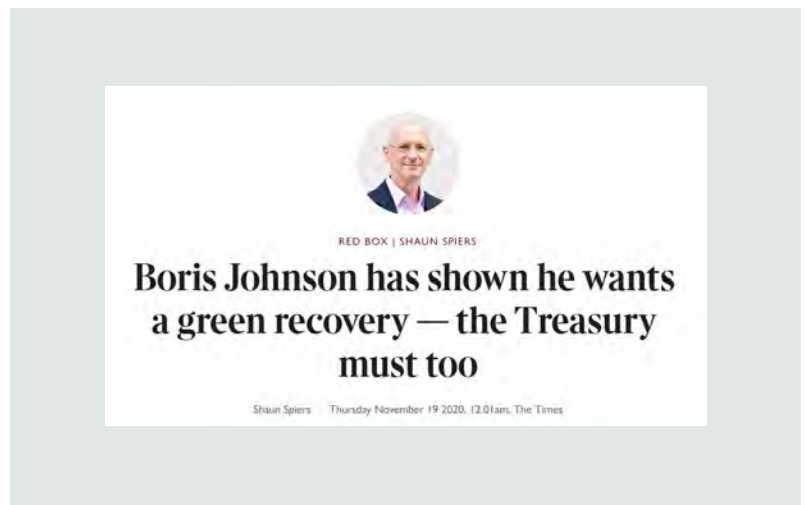 RED BOX | SHAUN SPIERS
Boris Johnson has shown he wants
a green recovery — the Treasury
must too
Shaun Spiers Thursday November 19 2020, 12.01am, The Times